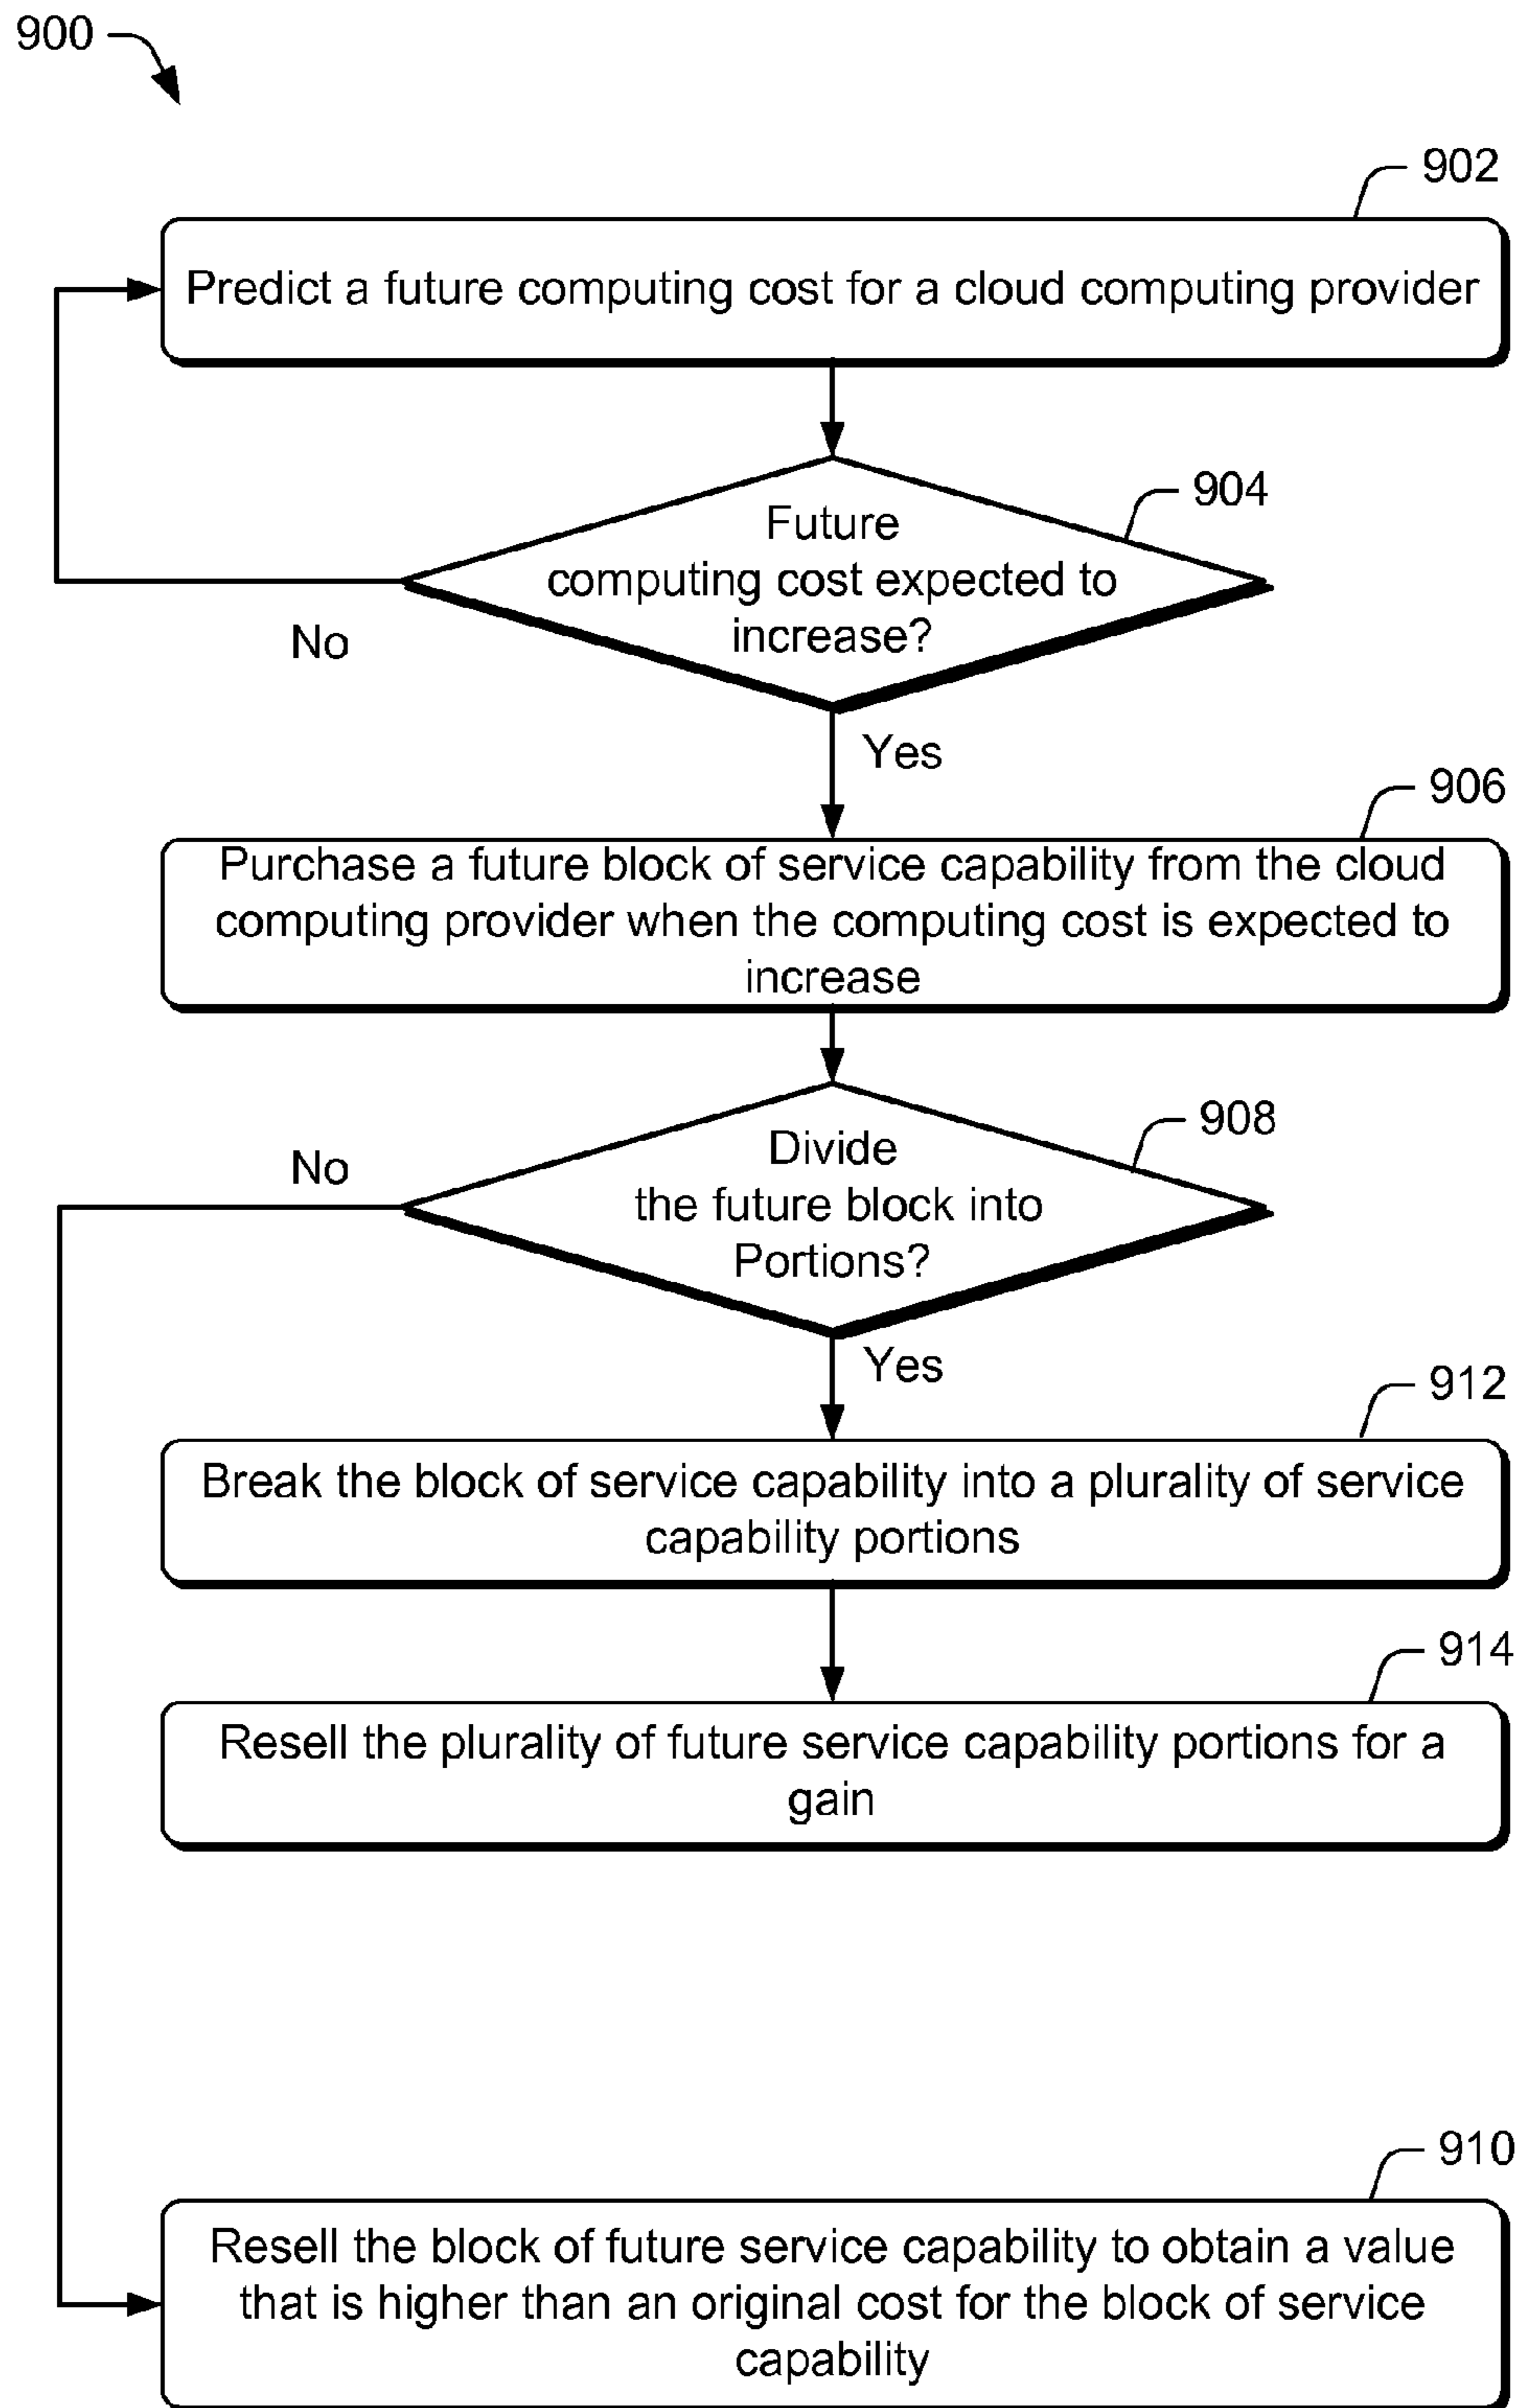 900
902
Predict a future computing cost for a cloud computing provider
904
Future
computing cost expected to
increase?
No
Yes
906
Purchase a future block of service capability from the cloud
computing provider when the computing cost is expected to
increase
908
No
Divide
the future block into
Portions?
Yes
912
Break the block of service capability into a plurality of service
capability portions
914
Resell the plurality of future service capability portions for a
gain
910
Resell the block of future service capability to obtain a value
that is higher than an original cost for the block of service
capability